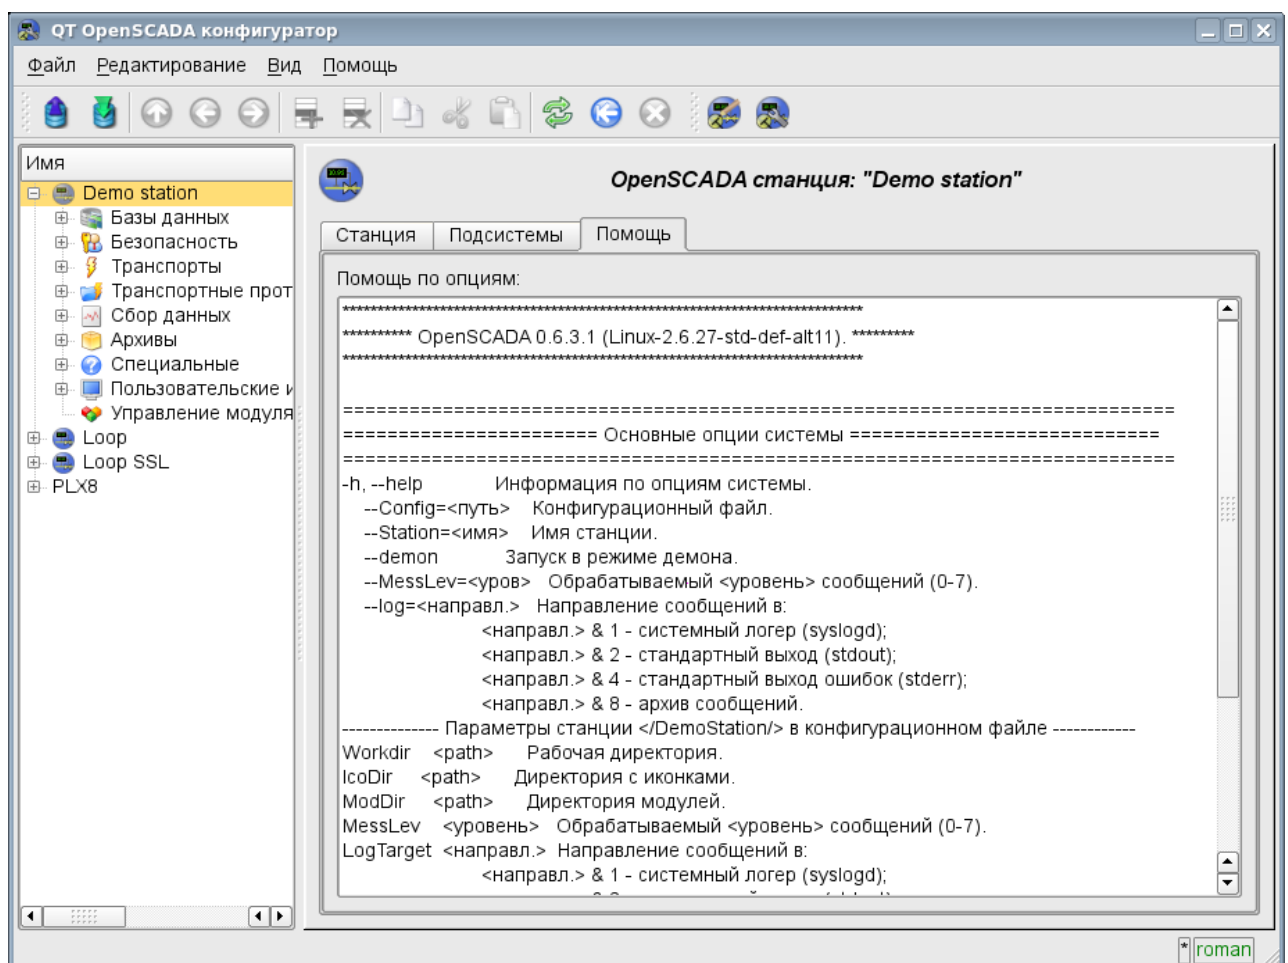 QT OpenSCADA конфигуратор
Файл Редактирование Вид Помощь
Имя
Demo station
Базы данных
Безопасность
Транспорты
Транспортные прот
Сбор данных
Архивы
Специальные
Пользовательские
Управление модуля
Loop
Loop SSL
PLX8
OpenSCADA станция: "Demo station"
Станция Подсистемы Помощь
Помощь по опциям:
***************************************************************************
********** OpenSCADA 0.6.3.1 (Linux-2.6.27-std-def-alt11). *********
***************************************************************************
===========================================================================
======================= Основные опции системы ============================
===========================================================================
-h, --help Информация по опциям системы.
--Config=<путь> Конфигурационный файл.
--Station=<имя> Имя станции.
--demon Запуск в режиме демона.
--MessLev=<уров> Обрабатываемый <уровень> сообщений (0-7).
--log=<направл.> Направление сообщений в:
<направл.> & 1 - системный логер (syslogd);
<направл.> & 2 - стандартный выход (stdout);
<направл.> & 4 - стандартный выход ошибок (stderr);
<направл.> & 8 - архив сообщений.
-------------- Параметры станции </DemoStation/> в конфигурационном файле ------------
Workdir <path> Рабочая директория.
IcoDir <path> Директория с иконками.
ModDir <path> Директория модулей.
MessLev <уровень> Обрабатываемый <уровень> сообщений (0-7).
LogTarget <направл.> Направление сообщений в:
<направл.> & 1 - системный логер (syslogd);
* roman